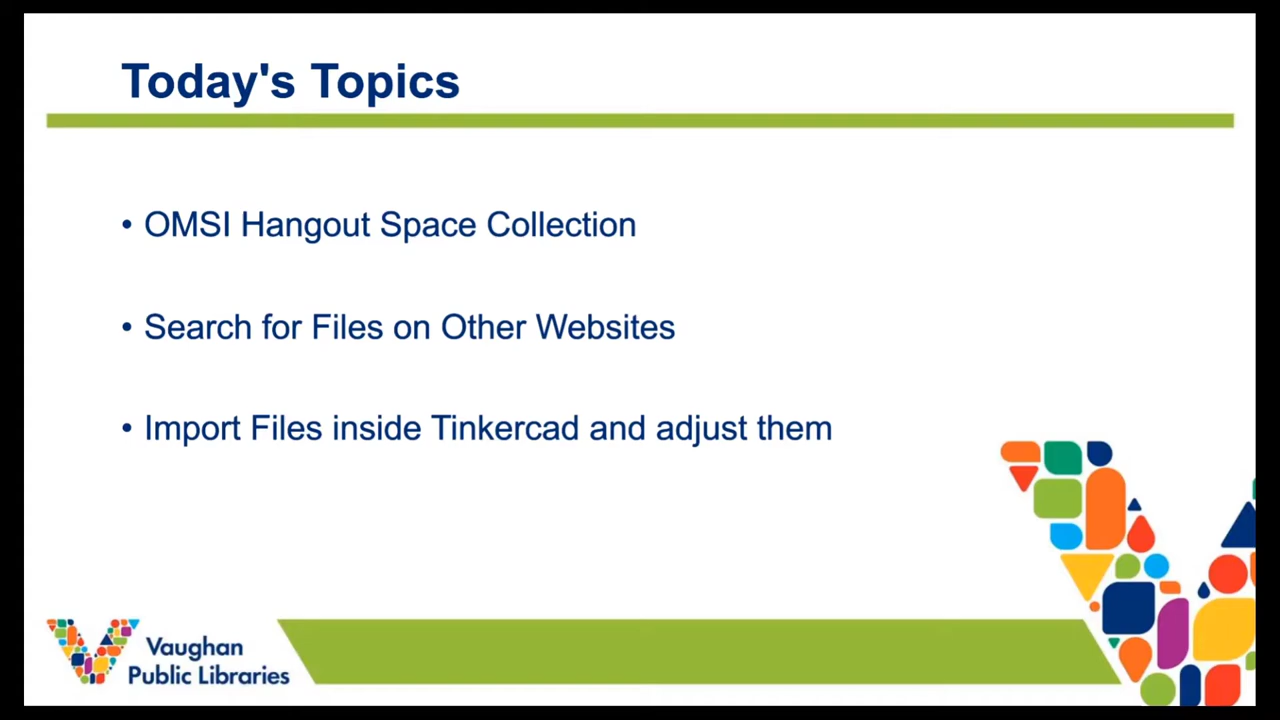 Today's Topics
• OMSI Hangout Space Collection
• Search for Files on Other Websites
• Import Files inside Tinkercad and adjust them
Vaughan
Public Libraries